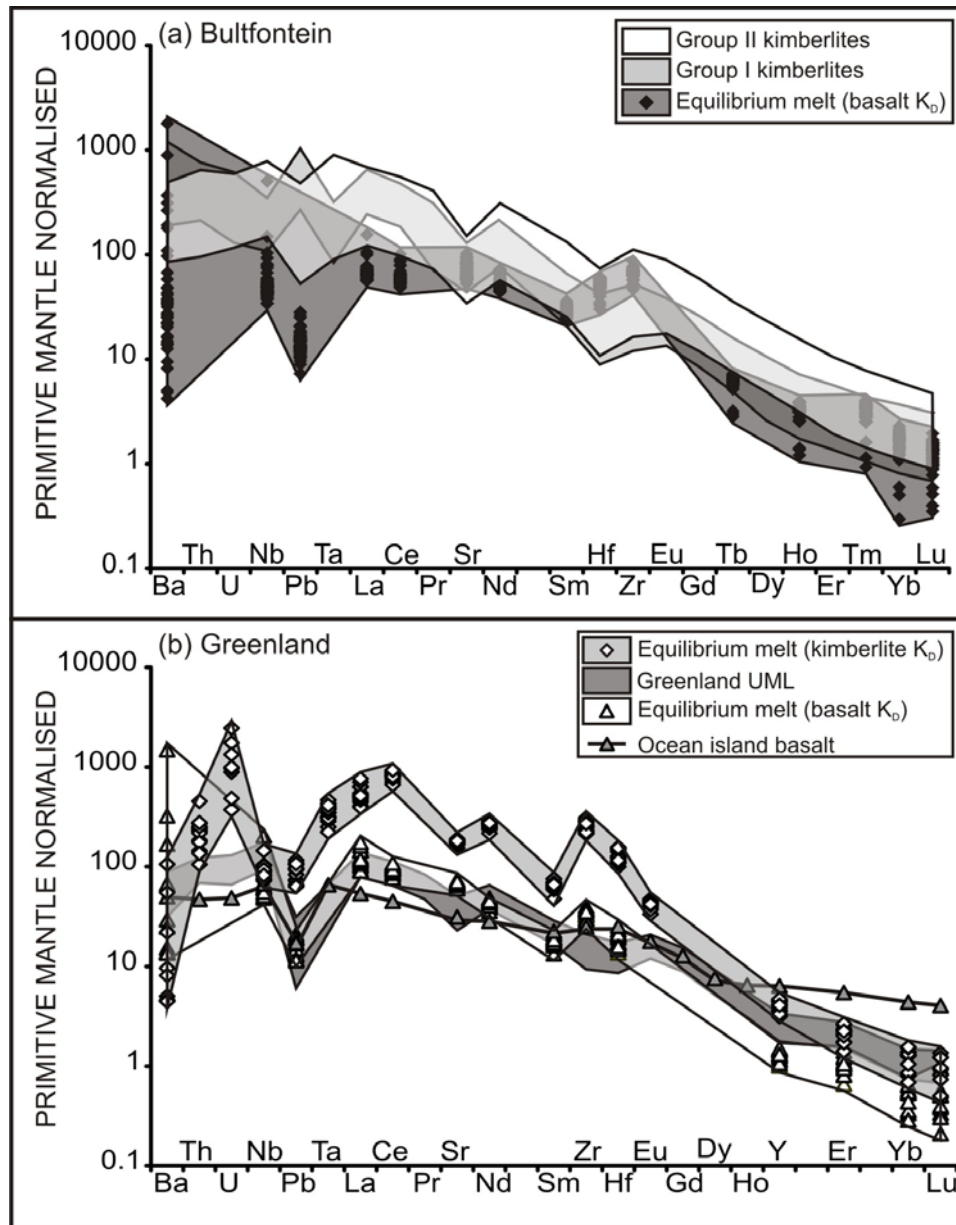 (a) Bultfontein
Group II kimberlites
Group I kimberlites
Equilibrium melt (basalt K_D)
PRIMITIVE MANTLE NORMALISED
10000
1000
100
10
1
0.1
Th Nb Ta Ce Sr Hf Eu Tb Ho Tm Lu
Ba U Pb La Pr Nd Sm Zr Gd Dy Er Yb
(b) Greenland
Equilibrium melt (kimberlite K_D)
Greenland UML
Equilibrium melt (basalt K_D)
Ocean island basalt
PRIMITIVE MANTLE NORMALISED
10000
1000
100
10
1
0.1
Th Nb Ta Ce Sr Zr Eu Dy Y Er Yb
Ba U Pb La Pr Nd Sm Hf Gd Ho Lu